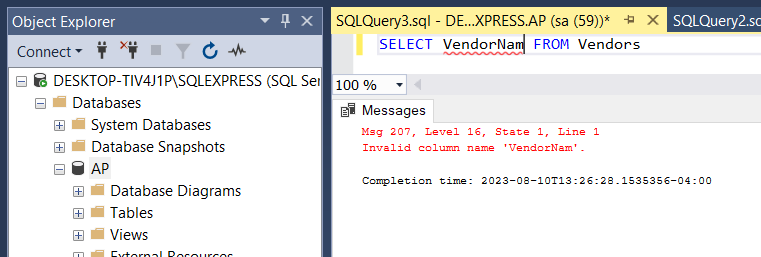 Object Explorer
Connect
DESKTOP-TIV4J1P\SQLEXPRESS (SQL Ser
Databases
System Databases
Database Snapshots
AP
Database Diagrams
Tables
Views
External Resources
SQLQuery3.sql - DE...XPRESS.AP (sa (59))*
SQLQuery2.sq
SELECT VendorNam FROM Vendors
100 %
Messages
Msg 207, Level 16, State 1, Line 1
Invalid column name 'VendorNam'.
Completion time: 2023-08-10T13:26:28.1535356-04:00